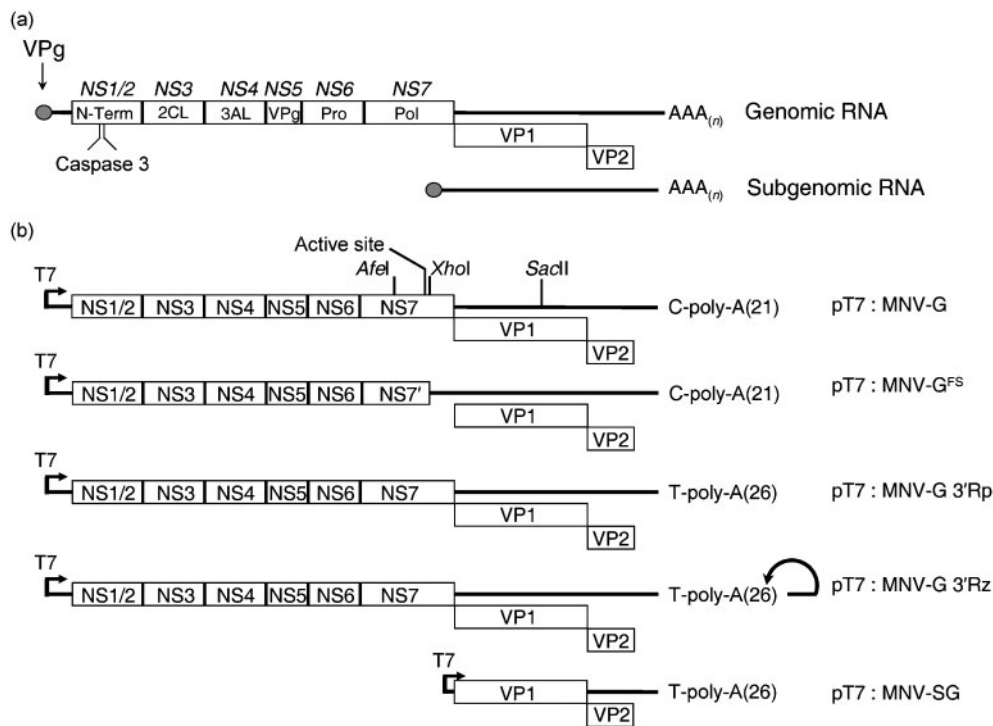 (a)
VPg
NS1/2 NS3 NS4 NS5 NS6 NS7
N-Term 2CL 3AL VPg Pro Pol
AAA(n) Genomic RNA
VP1
VP2
Caspase 3
AAA(n) Subgenomic RNA
(b)
Active site
AfeI XhoI SacII
T7
NS1/2 NS3 NS4 NS5 NS6 NS7
C-poly-A(21) pT7 : MNV-G
VP1
VP2
T7
NS1/2 NS3 NS4 NS5 NS6 NS7′
C-poly-A(21) pT7 : MNV-GFS
VP1
VP2
T7
NS1/2 NS3 NS4 NS5 NS6 NS7
T-poly-A(26) pT7 : MNV-G 3′Rp
VP1
VP2
T7
NS1/2 NS3 NS4 NS5 NS6 NS7
T-poly-A(26) pT7 : MNV-G 3′Rz
VP1
VP2
T7
VP1
T-poly-A(26) pT7 : MNV-SG
VP2